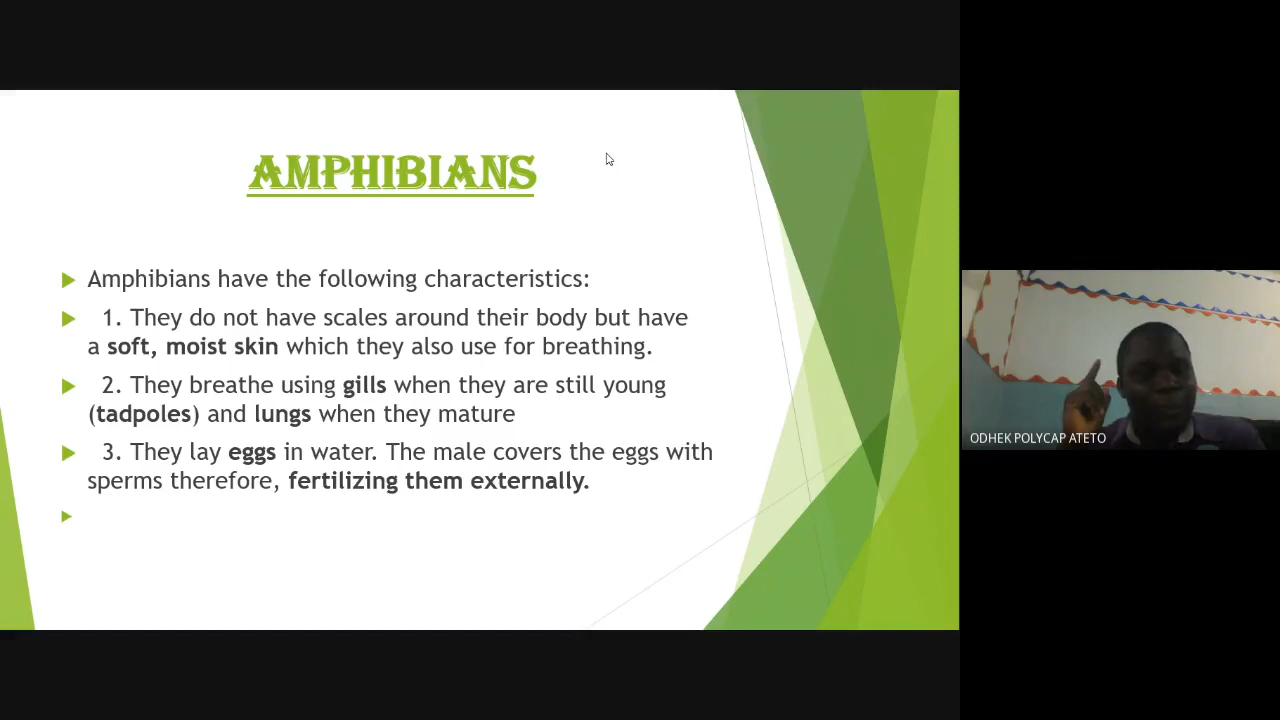 AMPHIBIANS
Amphibians have the following characteristics:
1. They do not have scales around their body but have
a soft, moist skin which they also use for breathing.
2. They breathe using gills when they are still young
(tadpoles) and lungs when they mature
3. They lay eggs in water. The male covers the eggs with
sperms therefore, fertilizing them externally.
ODHEK POLYCAP ATETO